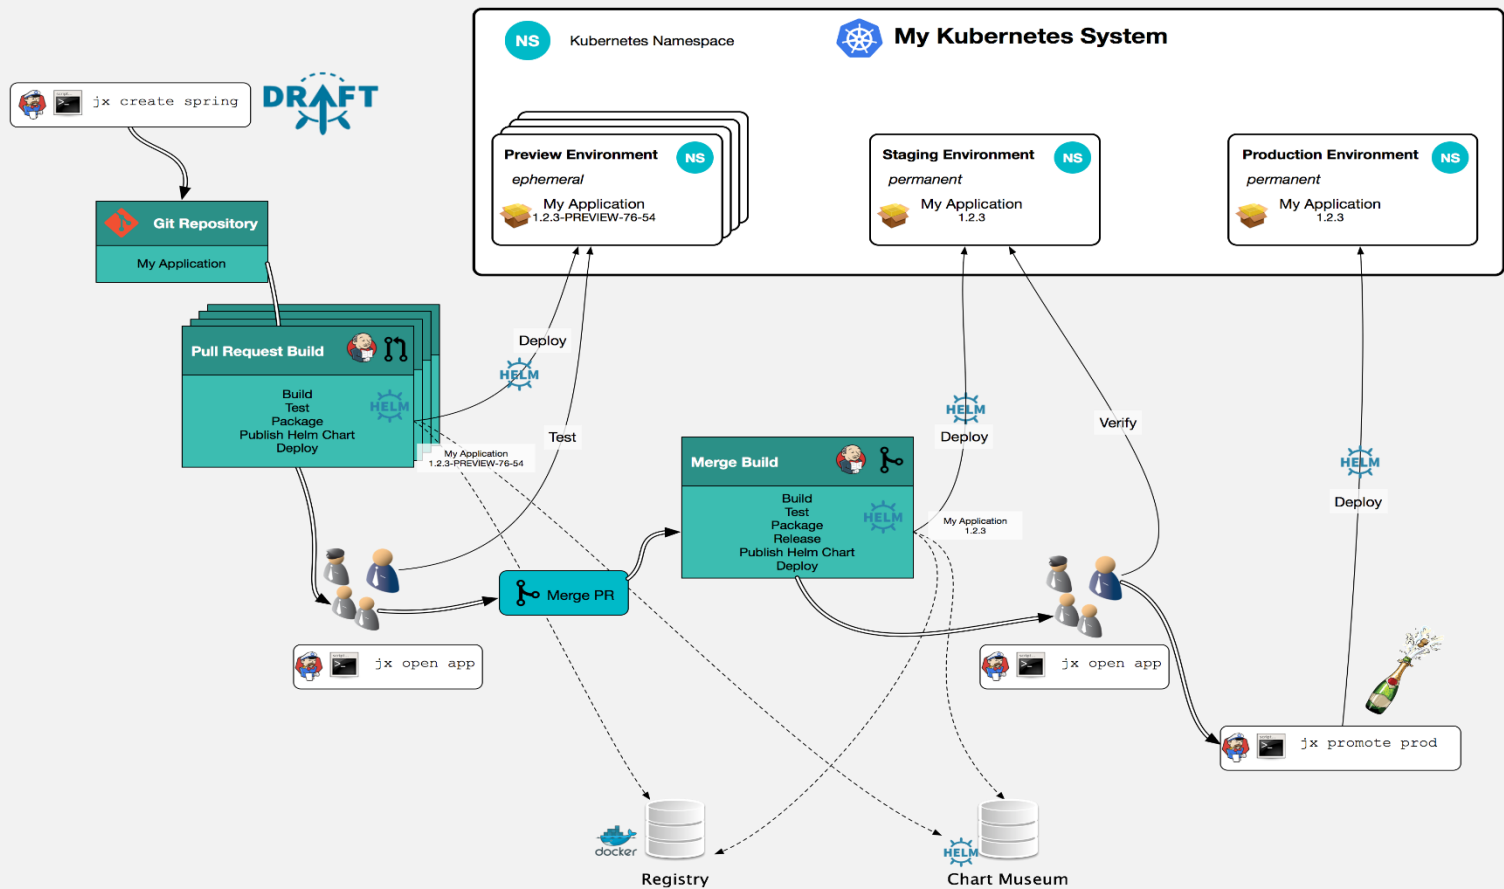 NS
Kubernetes Namespace
My Kubernetes System
jx create spring
DRAFT
Preview Environment
NS
ephemeral
My Application
1.2.3-PREVIEW-76-54
Staging Environment
NS
permanent
My Application
1.2.3
Production Environment
NS
permanent
My Application
1.2.3
Git Repository
My Application
Pull Request Build
Build
Test
Package
Publish Helm Chart
Deploy
HELM
My Application
1.2.3-PREVIEW-76-54
Deploy
HELM
Test
Merge PR
jx open app
Merge Build
Build
Test
Package
Release
Publish Helm Chart
Deploy
HELM
My Application
1.2.3
HELM
Deploy
Verify
jx open app
HELM
Deploy
jx promote prod
docker
Registry
HELM
Chart Museum